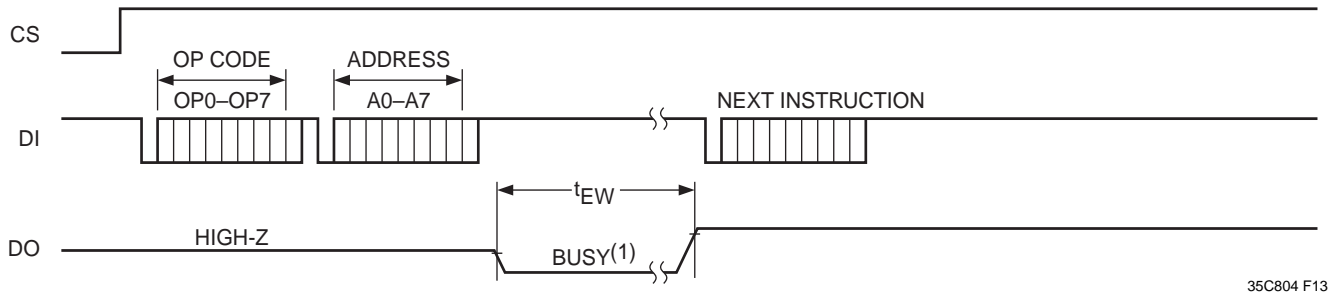 CS
OP CODE
ADDRESS
OP0–OP7
A0–A7
NEXT INSTRUCTION
DI
tEW
HIGH-Z
DO
BUSY(1)
35C804 F13